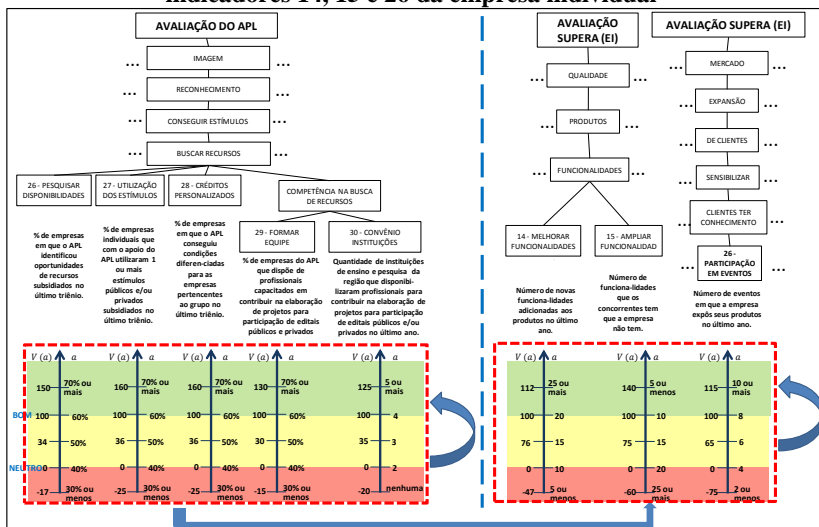 indicadores 14, 15 e 26 da empresa individual
AVALIAÇÃO DO APL
... IMAGEM ...
... RECONHECIMENTO ...
... CONSEGUIR ESTÍMULOS ...
... BUSCAR RECURSOS ...
26 - PESQUISAR
DISPONIBILIDADES
27 - UTILIZAÇÃO
DOS ESTÍMULOS
28 - CRÉDITOS
PERSONALIZADOS
COMPETÊNCIA NA BUSCA
DE RECURSOS
29 - FORMAR
EQUIPE
30 - CONVÊNIO
INSTITUIÇÕES
% de empresas
em que o APL
identificou
oportunidades
de recursos
subsidiados no
último triênio.
% de empresas
individuais que
com o apoio do
APL utilizaram 1
ou mais
estímulos
públicos e/ou
privados
subsidiados no
último triênio.
% de empresas
em que o APL
conseguiu
condições
diferen-ciadas
para as
empresas
pertencentes
ao grupo no
último triênio.
% de empresas do APL
que dispõe de
profissionais
capacitados em
contribuir na elaboração
de projetos para
participação de editais
públicos e privados
Quantidade de instituições
de ensino e pesquisa da
região que disponibi-
lizaram profissionais para
contribuir na elaboração de
projetos para participação
de editais públicos e/ou
privados no último ano.
AVALIAÇÃO
SUPERA (EI)
... QUALIDADE ...
... PRODUTOS ...
... FUNCIONALIDADES ...
14 - MELHORAR
FUNCIONALIDADES
15 - AMPLIAR
FUNCIONALIDAD
Número de novas
funciona-lidades
adicionadas aos
produtos no último
ano.
Número de
funciona-lidades
que os
concorrentes tem
que a empresa
não tem.
AVALIAÇÃO SUPERA (EI)
... MERCADO ...
... EXPANSÃO ...
... DE CLIENTES ...
... SENSIBILIZAR ...
... CLIENTES TER
CONHECIMENTO ...
26 -
PARTICIPAÇÃO
EM EVENTOS
Número de eventos
em que a empresa
expôs seus produtos
no último ano.
V (a) a V (a) a V (a) a V (a) a V (a) a V (a) a V (a) a V (a) a
150 70% ou mais 160 70% ou mais 160 70% ou mais 130 70% ou mais 125 5 ou mais 112 25 ou mais 140 5 ou menos 115 10 ou mais
BOM 100 60% 100 60% 100 60% 100 60% 100 4 100 20 100 10 100 8
34 50% 36 50% 36 50% 30 50% 35 3 76 15 75 15 65 6
NEUTRO 0 40% 0 40% 0 40% 0 40% 0 2 0 10 0 20 0 4
-17 30% ou menos -25 30% ou menos -25 30% ou menos -15 30% ou menos -20 nenhuma -47 5 ou menos -60 25 ou mais -75 2 ou menos